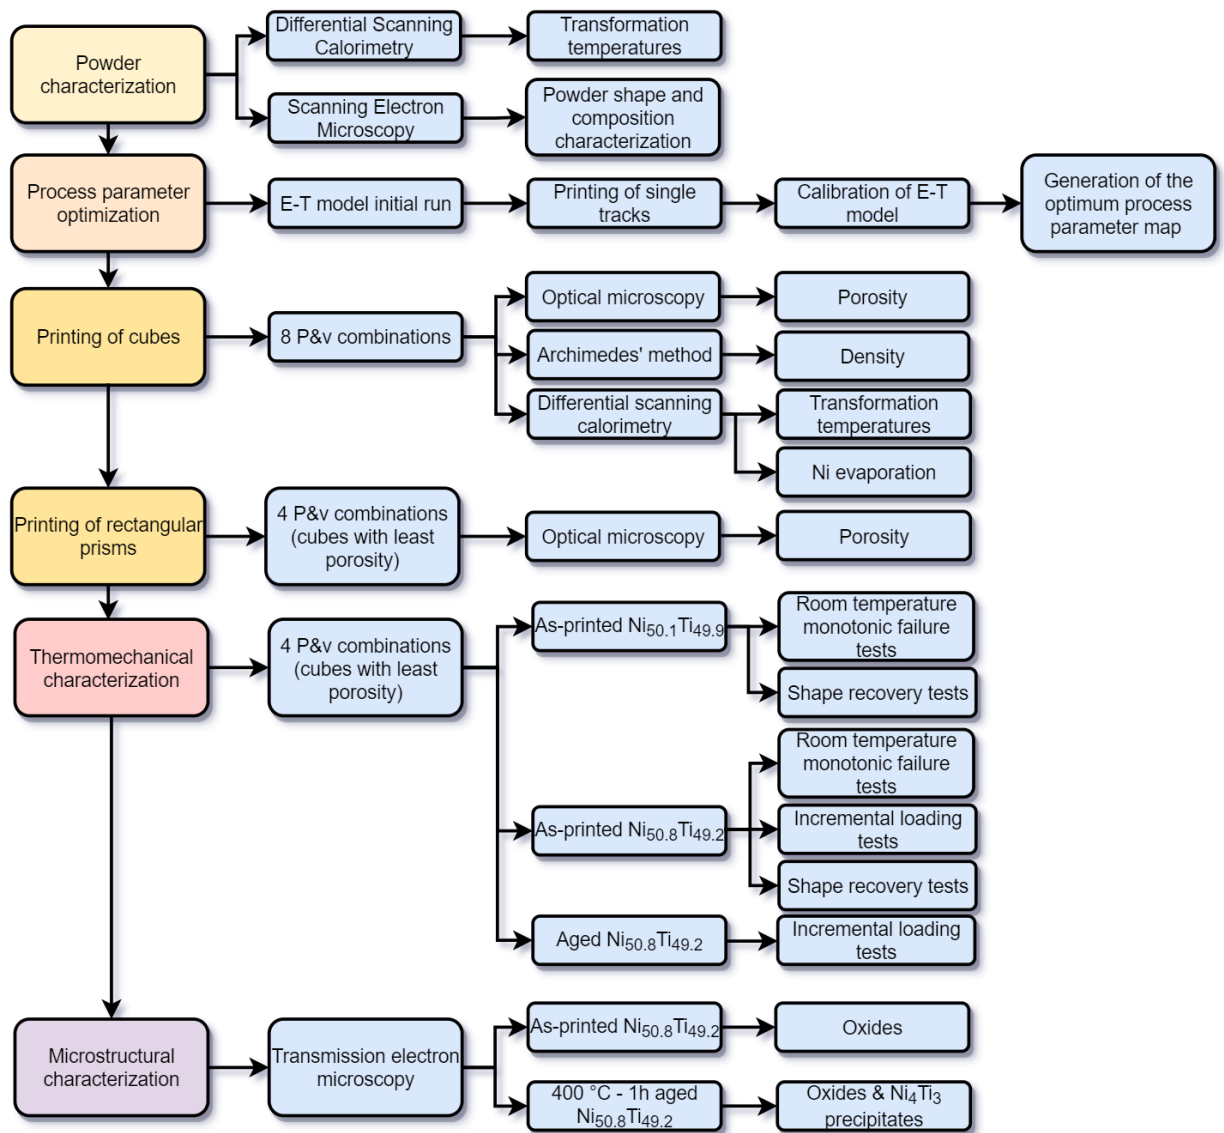 Powder
characterization
Differential Scanning
Calorimetry
Transformation
temperatures
Scanning Electron
Microscopy
Powder shape and
composition
characterization
Process parameter
optimization
E-T model initial run
Printing of single
tracks
Calibration of E-T
model
Generation of the
optimum process
parameter map
Printing of cubes
8 P&v combinations
Optical microscopy
Porosity
Archimedes' method
Density
Differential scanning
calorimetry
Transformation
temperatures
Ni evaporation
Printing of rectangular
prisms
4 P&v combinations
(cubes with least
porosity)
Optical microscopy
Porosity
Thermomechanical
characterization
4 P&v combinations
(cubes with least
porosity)
As-printed Ni50.1Ti49.9
Room temperature
monotonic failure
tests
Shape recovery tests
As-printed Ni50.8Ti49.2
Room temperature
monotonic failure
tests
Incremental loading
tests
Shape recovery tests
Aged Ni50.8Ti49.2
Incremental loading
tests
Microstructural
characterization
Transmission electron
microscopy
As-printed Ni50.8Ti49.2
Oxides
400 °C - 1h aged
Ni50.8Ti49.2
Oxides & Ni4Ti3
precipitates